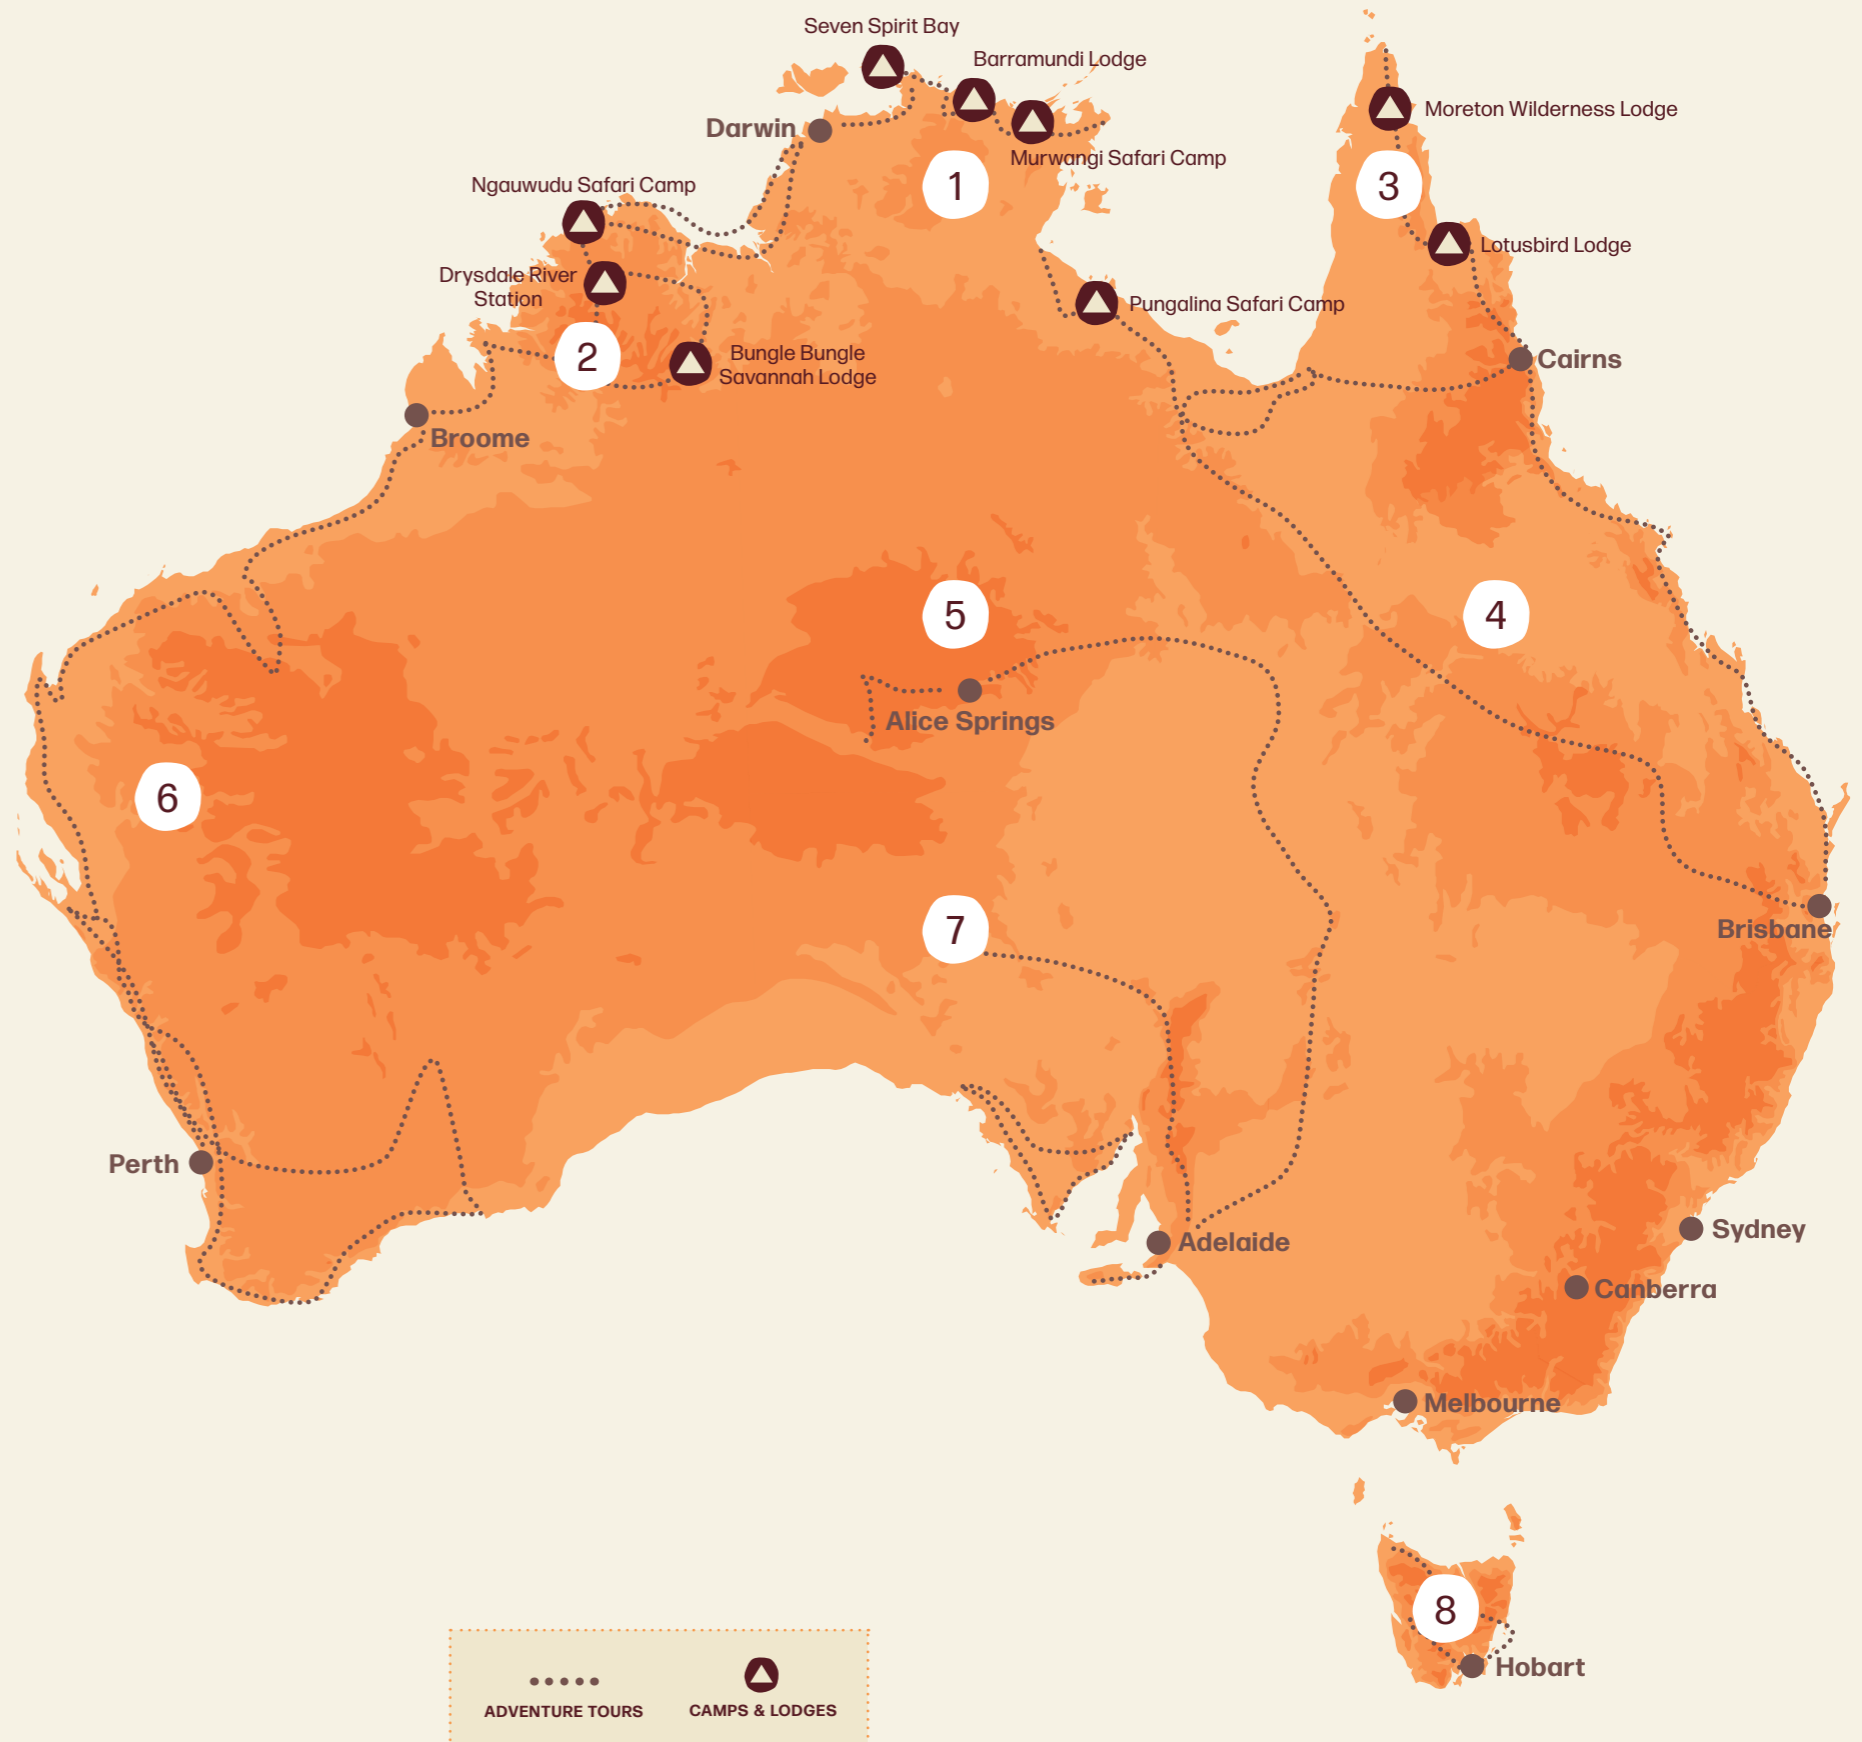 Seven Spirit Bay
Barramundi Lodge
Moreton Wilderness Lodge
Darwin
Murwangi Safari Camp
1
3
Ngauwudu Safari Camp
Lotusbird Lodge
Drysdale River
Station
Pungalina Safari Camp
2
Bungle Bungle
Savannah Lodge
Cairns
Broome
5
4
Alice Springs
6
7
Brisbane
Perth
Sydney
Adelaide
Canberra
Melbourne
8
Hobart
ADVENTURE TOURS
CAMPS & LODGES